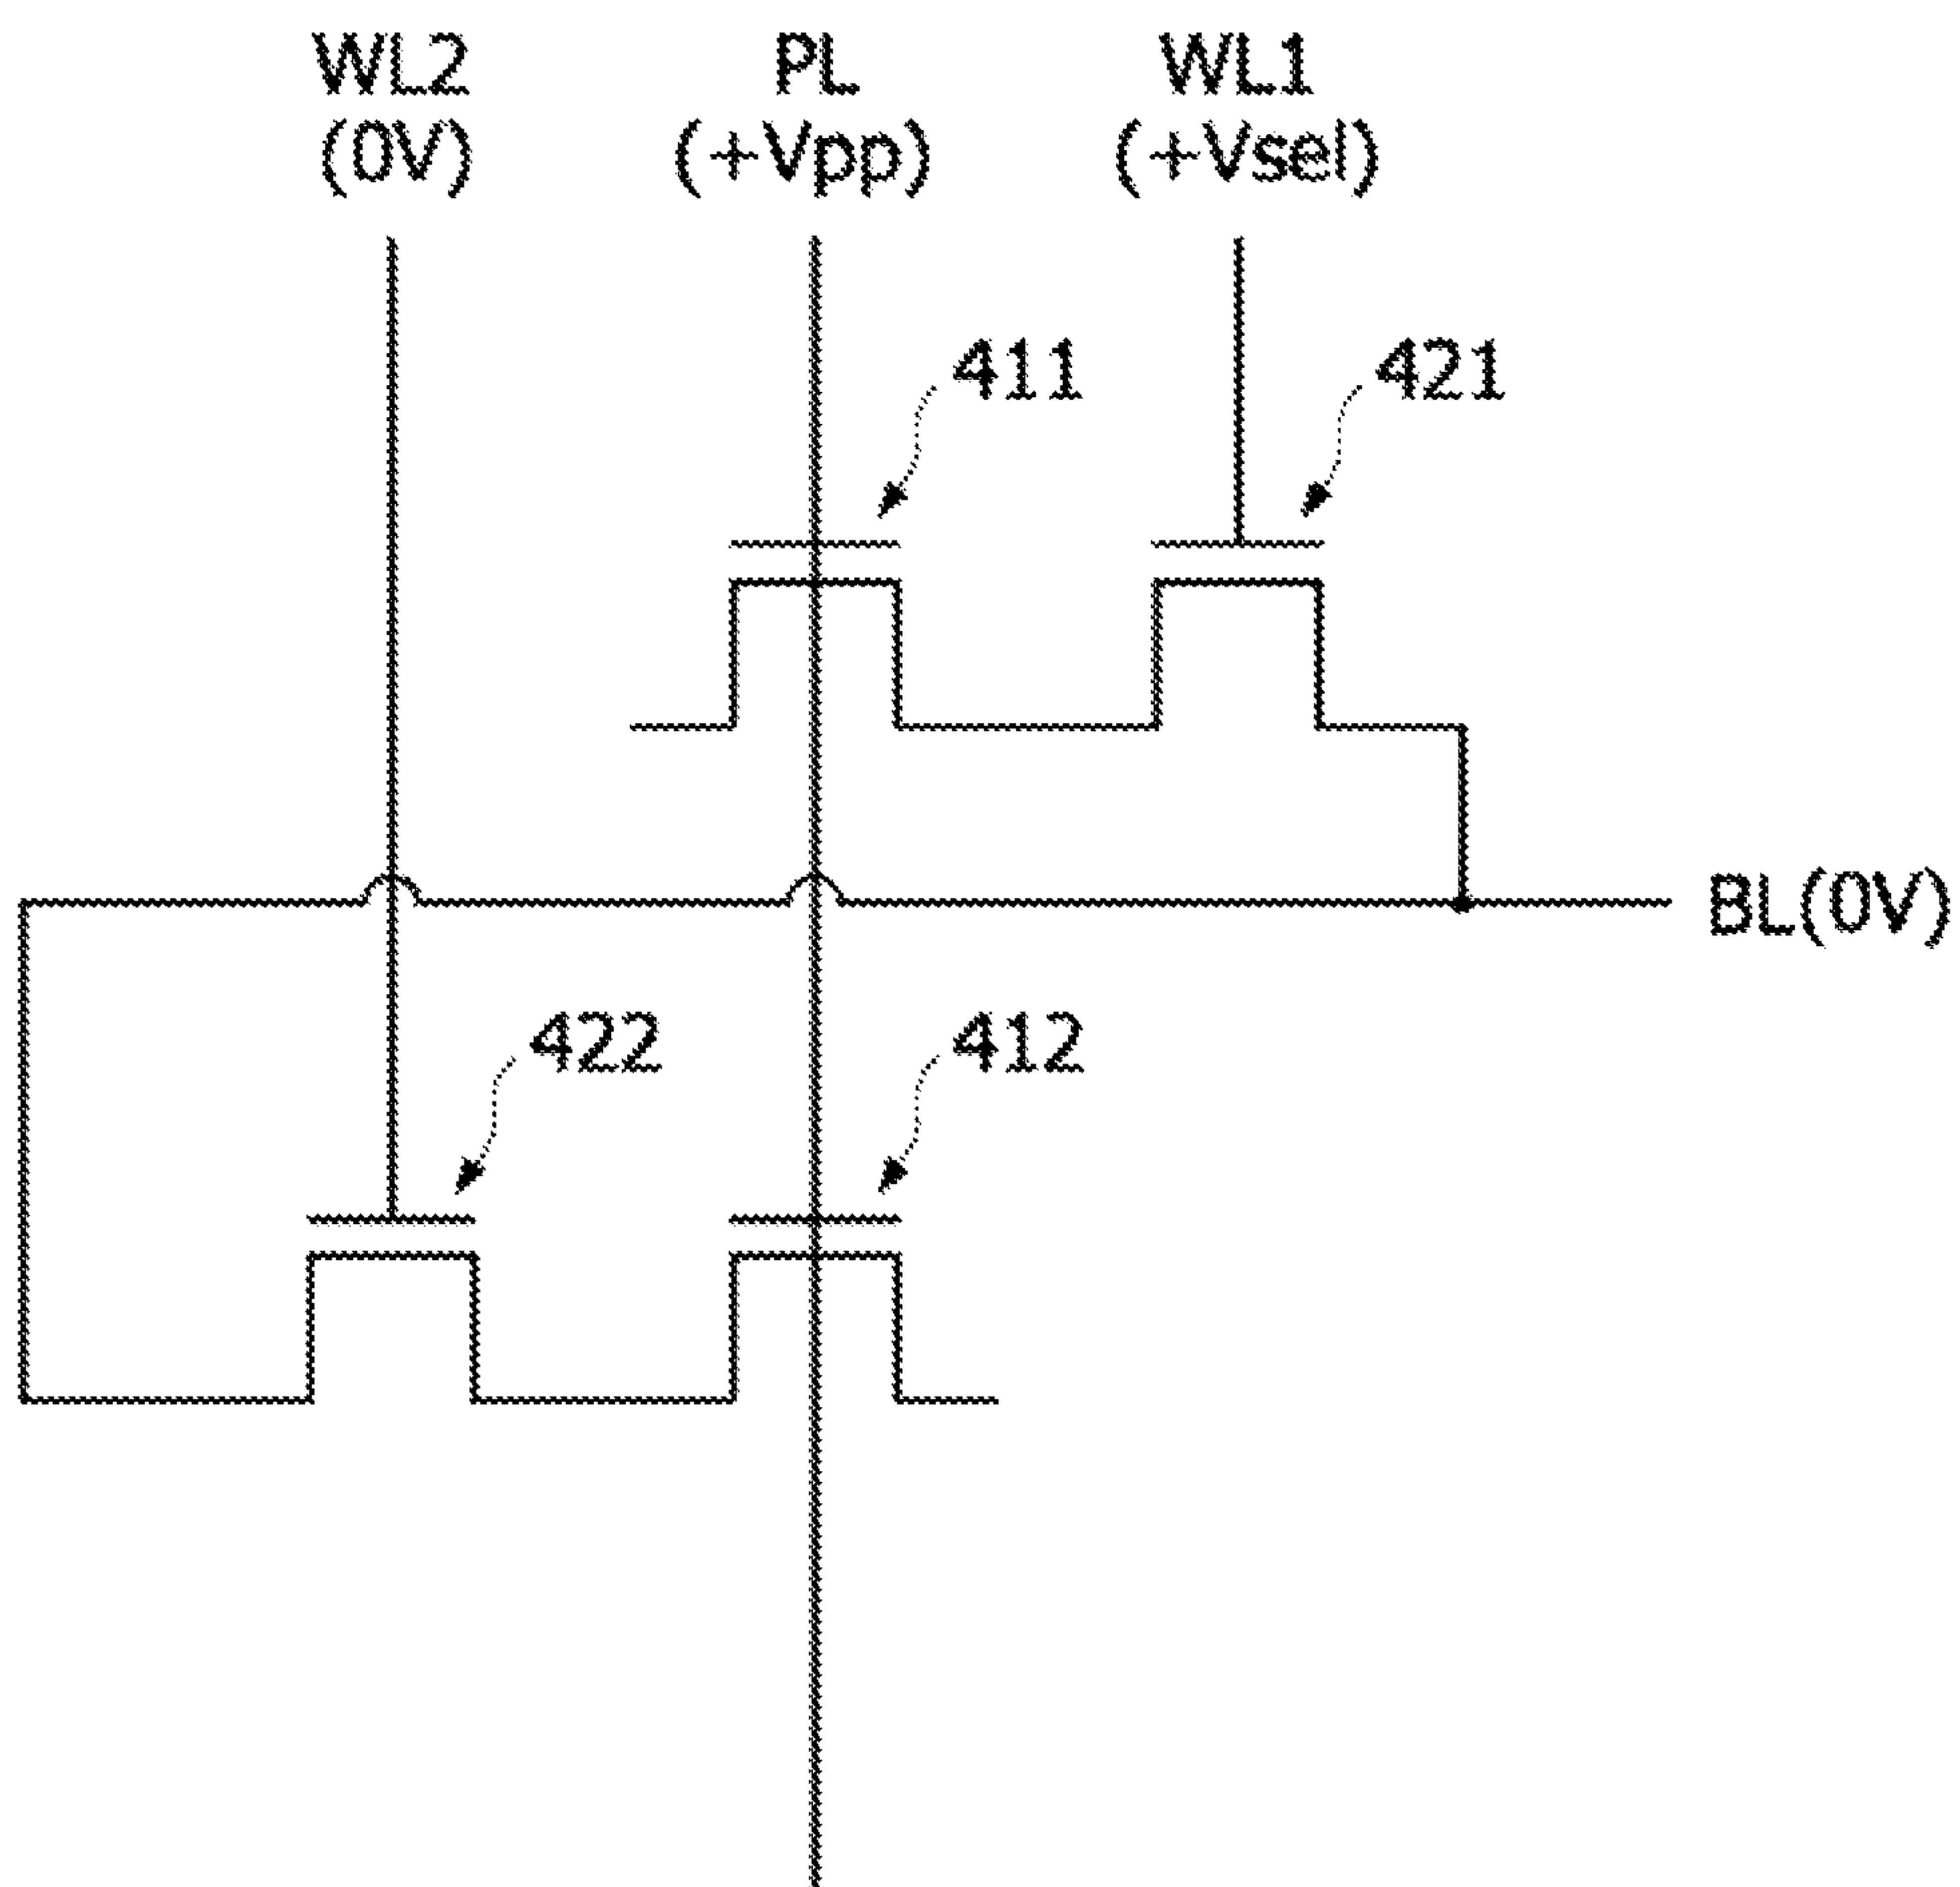 WL2 PL WL1
(0V) (+Vpp) (+Vsel)
411 421
BL(0V)
422 412